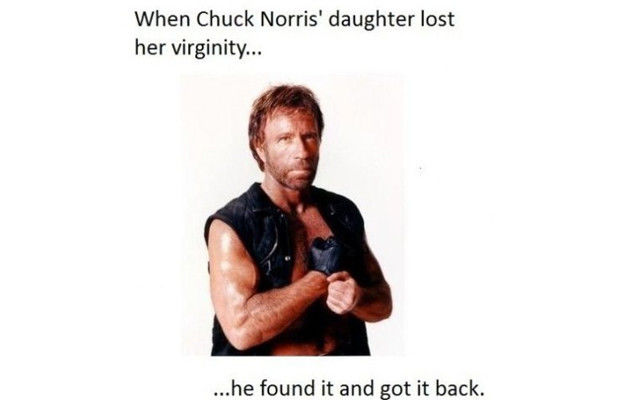 When Chuck Norris' daughter lost
her virginity...
...he found it and got it back.